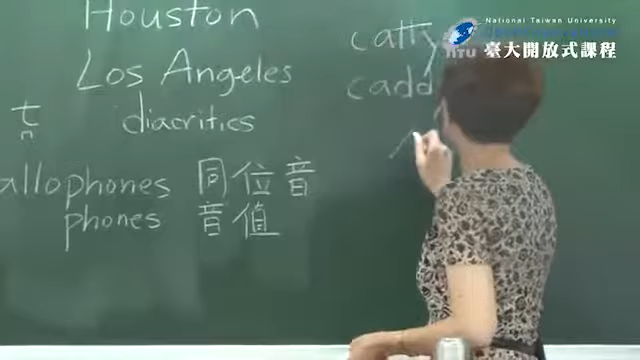 Houston
Los Angeles
diacritics
t̪
allophones 同位音
phones 音值
catty
cadd
National Taiwan University
臺大開放式課程
NTU